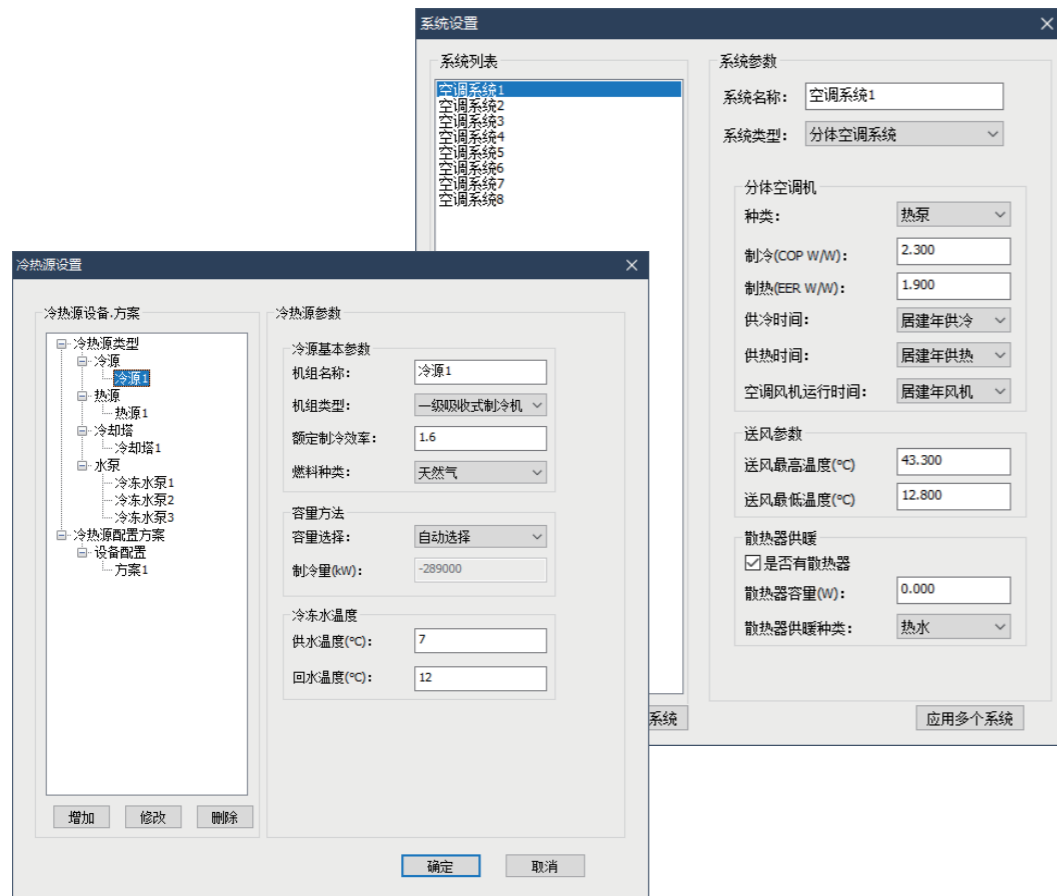 系统设置
系统列表
空调系统1
空调系统2
空调系统3
空调系统4
空调系统5
空调系统6
空调系统7
空调系统8
系统
系统参数
系统名称: 空调系统1
系统类型: 分体空调系统
分体空调机
种类: 热泵
制冷(COP W/W): 2.300
制热(EER W/W): 1.900
供冷时间: 居建年供冷
供热时间: 居建年供热
空调风机运行时间: 居建年风机
送风参数
送风最高温度(℃) 43.300
送风最低温度(℃) 12.800
散热器供暖
是否有散热器
散热器容量(W): 0.000
散热器供暖种类: 热水
应用多个系统
冷热源设置
冷热源设备.方案
冷热源类型
冷源
冷源1
热源
热源1
冷却塔
冷却塔1
水泵
冷冻水泵1
冷冻水泵2
冷冻水泵3
冷热源配置方案
设备配置
方案1
增加 修改 删除
冷热源参数
冷源基本参数
机组名称: 冷源1
机组类型: 一级吸收式制冷机
额定制冷效率: 1.6
燃料种类: 天然气
容量方法
容量选择: 自动选择
制冷量(kW): -289000
冷冻水温度
供水温度(℃): 7
回水温度(℃): 12
确定 取消